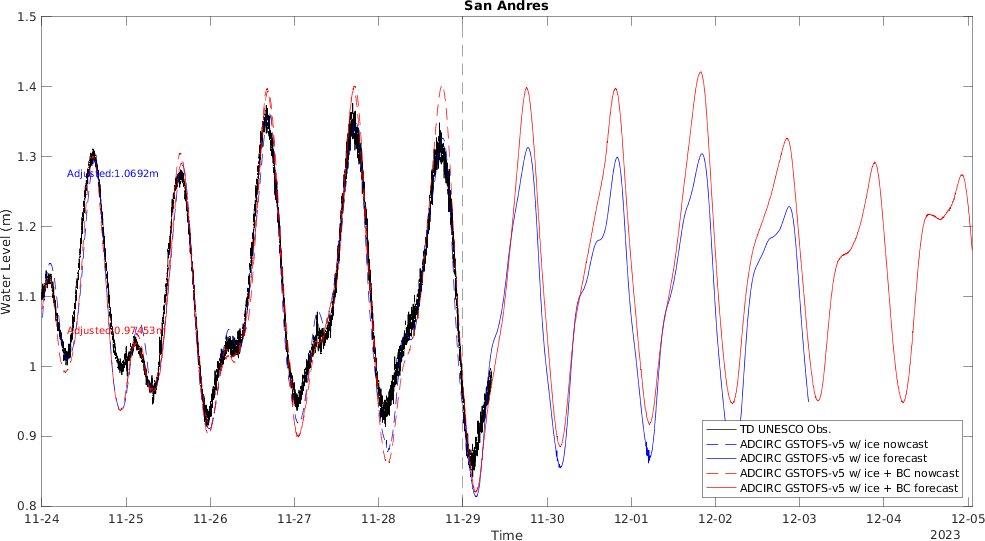 San Andres
1.5
1.4
1.3
1.2
1.1
1
0.9
0.8
Water Level (m)
Adjusted:1.0692m
Adjusted:0.97453m
TD UNESCO Obs.
ADCIRC GSTOFS-v5 w/ ice nowcast
ADCIRC GSTOFS-v5 w/ ice forecast
ADCIRC GSTOFS-v5 w/ ice + BC nowcast
ADCIRC GSTOFS-v5 w/ ice + BC forecast
11-24 11-25 11-26 11-27 11-28 11-29 11-30 12-01 12-02 12-03 12-04 12-05
Time
2023